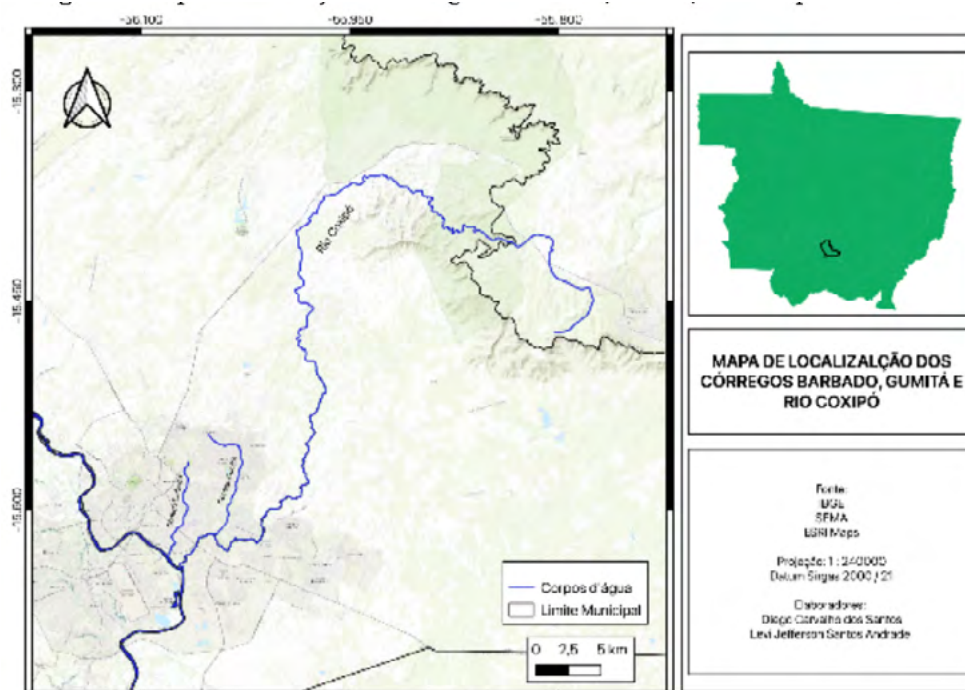 -56.100
-55.950
-55.800
-15.300
-15.450
-15.600
Rio Coxipó
Corpos d'água
Limite Municipal
0 2,5 5 km
MAPA DE LOCALIZALÇÃO DOS
CÓRREGOS BARBADO, GUMITÁ E
RIO COXIPÓ
Fonte:
IBGE
SEMA
ESRI Maps
Projeção: 1 : 240000
Datum Sirgas 2000 / 21
Elaboradores:
Diego Carvalho dos Santos
Levi Jefferson Santos Andrade